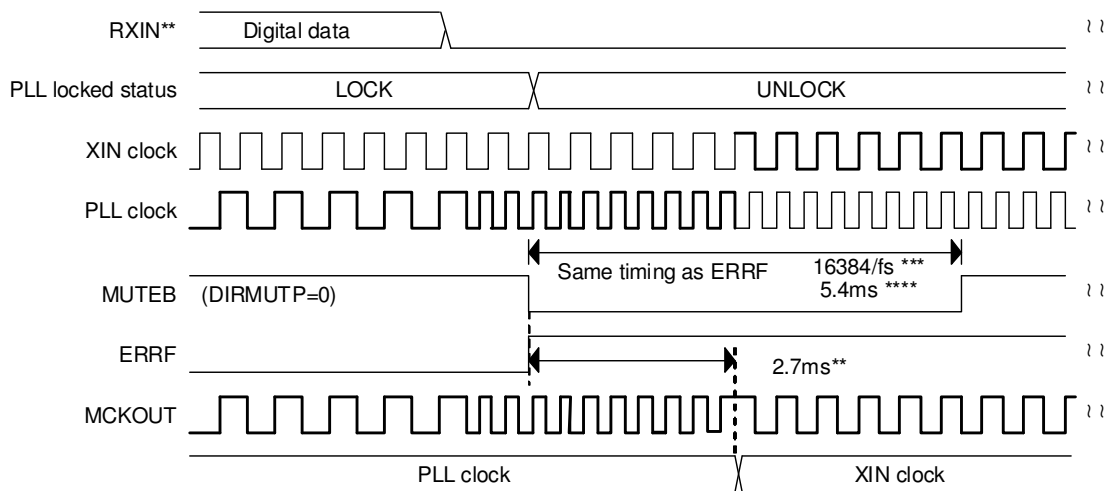 RXIN**
Digital data
PLL locked status
LOCK
UNLOCK
XIN clock
PLL clock
Same timing as ERRF
16384/fs ***
5.4ms ****
MUTEB
(DIRMUTP=0)
ERRF
2.7ms**
MCKOUT
PLL clock
XIN clock